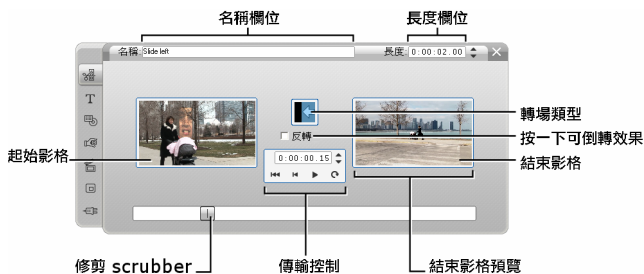 名稱欄位
長度欄位
名稱: Slide left
長度: 0:00:02.00
T
轉場類型
反轉
按一下可倒轉效果
0:00:00.15
起始影格
結束影格
修剪 scrubber
傳輸控制
結束影格預覽